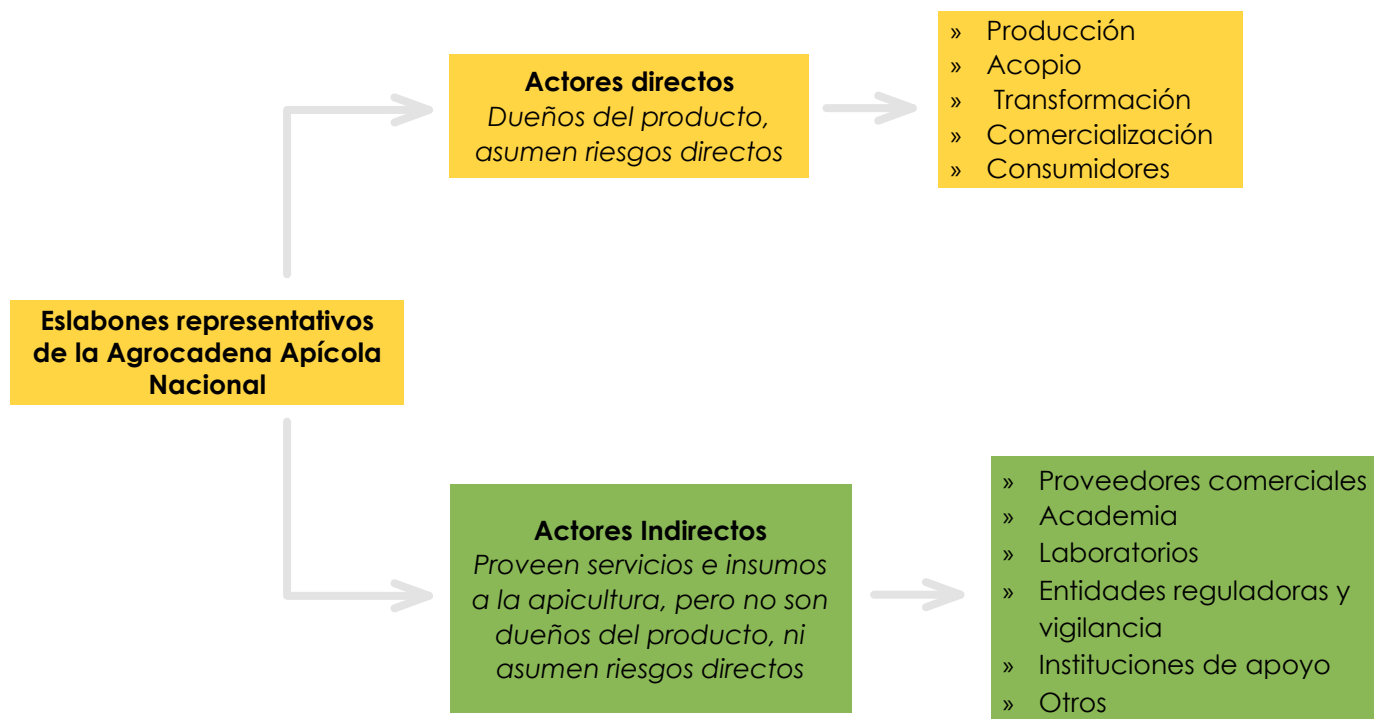 Eslabones representativos
de la Agrocadena Apícola
Nacional
Actores directos
Dueños del producto,
asumen riesgos directos
» Producción
» Acopio
» Transformación
» Comercialización
» Consumidores
Actores Indirectos
Proveen servicios e insumos
a la apicultura, pero no son
dueños del producto, ni
asumen riesgos directos
» Proveedores comerciales
» Academia
» Laboratorios
» Entidades reguladoras y
vigilancia
» Instituciones de apoyo
» Otros